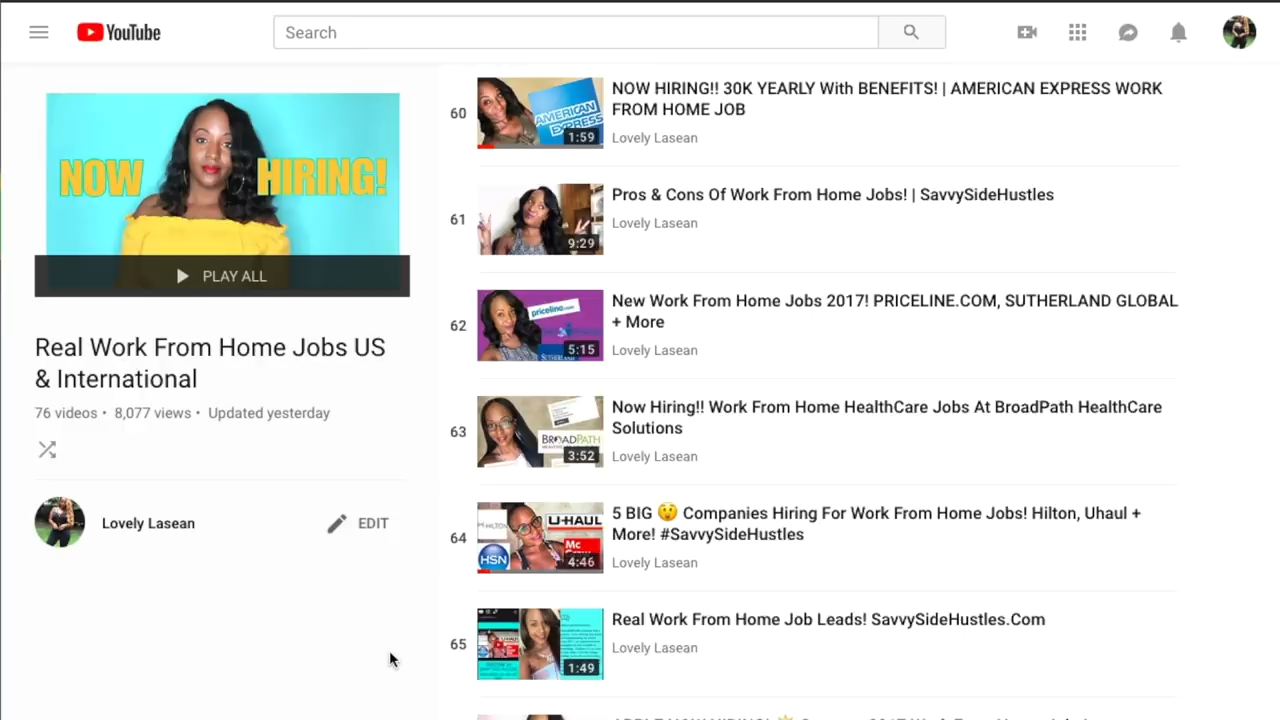 YouTube
Search
NOW HIRING!
PLAY ALL
Real Work From Home Jobs US
& International
76 videos • 8,077 views • Updated yesterday
Lovely Lasean
EDIT
60
AMERICAN
EXPRESS
1:59
NOW HIRING!! 30K YEARLY With BENEFITS! | AMERICAN EXPRESS WORK
FROM HOME JOB
Lovely Lasean
61
9:29
Pros & Cons Of Work From Home Jobs! | SavvySideHustles
Lovely Lasean
62
priceline.com
SUTHERLAND
5:15
New Work From Home Jobs 2017! PRICELINE.COM, SUTHERLAND GLOBAL
+ More
Lovely Lasean
63
BROADPATH
3:52
Now Hiring!! Work From Home HealthCare Jobs At BroadPath HealthCare
Solutions
Lovely Lasean
64
HILTON
U-HAUL
HSN
Mc
4:46
5 BIG 😲 Companies Hiring For Work From Home Jobs! Hilton, Uhaul +
More! #SavvySideHustles
Lovely Lasean
65
1:49
Real Work From Home Job Leads! SavvySideHustles.Com
Lovely Lasean